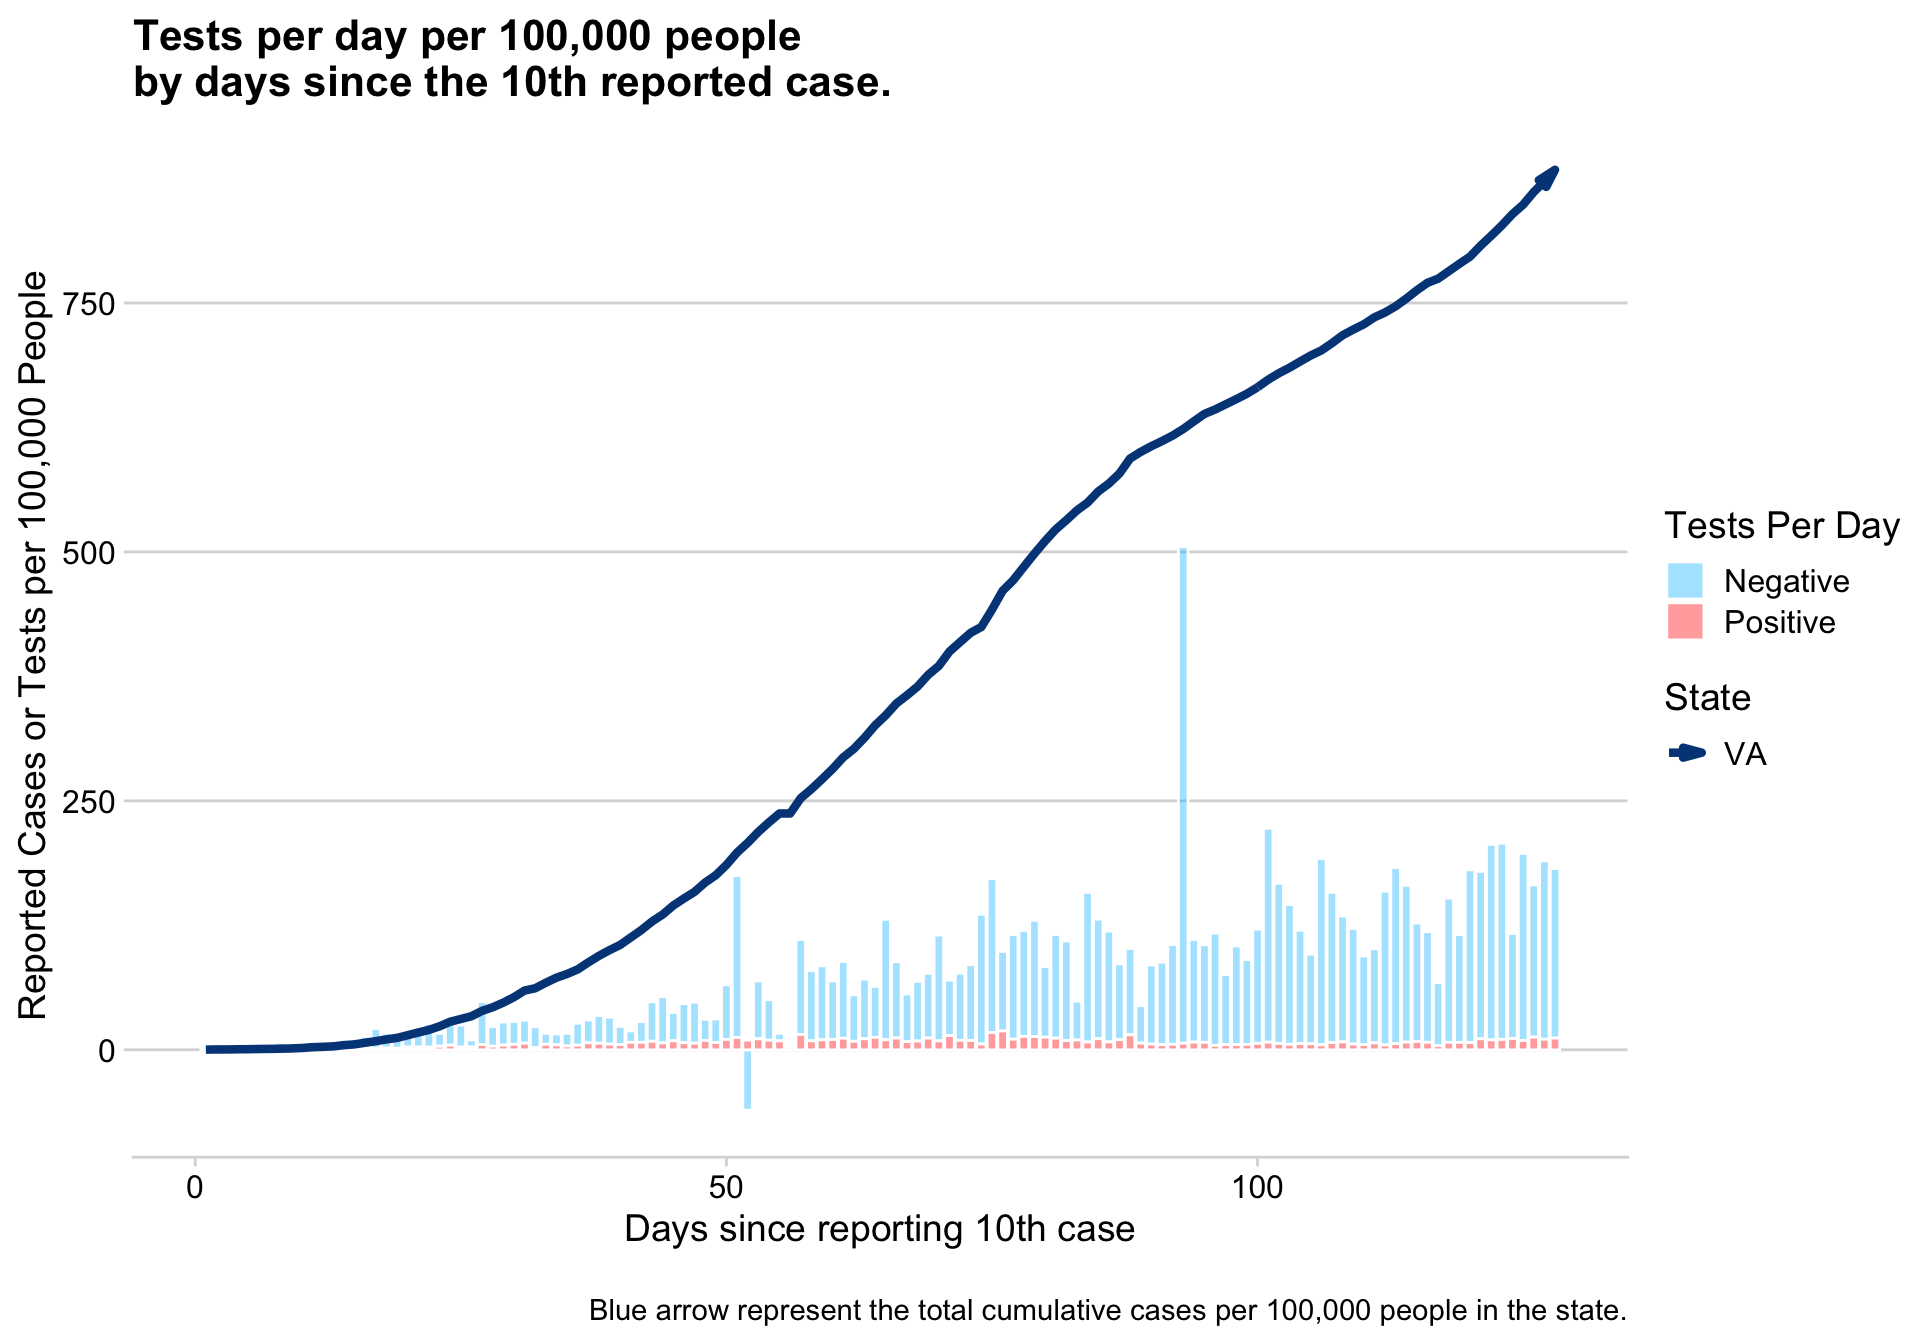 Tests per day per 100,000 people
by days since the 10th reported case.
Reported Cases or Tests per 100,000 People
750
500
250
0
0
50
100
Days since reporting 10th case
Tests Per Day
Negative
Positive
State
VA
Blue arrow represent the total cumulative cases per 100,000 people in the state.